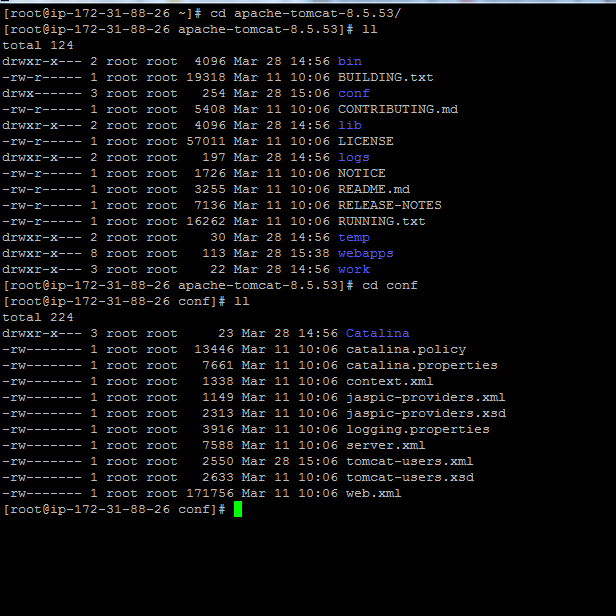 [root@ip-172-31-88-26 ~]# cd apache-tomcat-8.5.53/
[root@ip-172-31-88-26 apache-tomcat-8.5.53]# ll
total 124
drwxr-x--- 2 root root  4096 Mar 28 14:56 bin
-rw-r----- 1 root root 19318 Mar 11 10:06 BUILDING.txt
drwx------ 3 root root   254 Mar 28 15:06 conf
-rw-r----- 1 root root  5408 Mar 11 10:06 CONTRIBUTING.md
drwxr-x--- 2 root root  4096 Mar 28 14:56 lib
-rw-r----- 1 root root 57011 Mar 11 10:06 LICENSE
drwxr-x--- 2 root root   197 Mar 28 14:56 logs
-rw-r----- 1 root root  1726 Mar 11 10:06 NOTICE
-rw-r----- 1 root root  3255 Mar 11 10:06 README.md
-rw-r----- 1 root root  7136 Mar 11 10:06 RELEASE-NOTES
-rw-r----- 1 root root 16262 Mar 11 10:06 RUNNING.txt
drwxr-x--- 2 root root    30 Mar 28 14:56 temp
drwxr-x--- 8 root root   113 Mar 28 15:38 webapps
drwxr-x--- 3 root root    22 Mar 28 14:56 work
[root@ip-172-31-88-26 apache-tomcat-8.5.53]# cd conf
[root@ip-172-31-88-26 conf]# ll
total 224
drwxr-x--- 3 root root     23 Mar 28 14:56 Catalina
-rw------- 1 root root  13446 Mar 11 10:06 catalina.policy
-rw------- 1 root root   7661 Mar 11 10:06 catalina.properties
-rw------- 1 root root   1338 Mar 11 10:06 context.xml
-rw------- 1 root root   1149 Mar 11 10:06 jaspic-providers.xml
-rw------- 1 root root   2313 Mar 11 10:06 jaspic-providers.xsd
-rw------- 1 root root   3916 Mar 11 10:06 logging.properties
-rw------- 1 root root   7588 Mar 11 10:06 server.xml
-rw------- 1 root root   2550 Mar 28 15:06 tomcat-users.xml
-rw------- 1 root root   2633 Mar 11 10:06 tomcat-users.xsd
-rw------- 1 root root 171756 Mar 11 10:06 web.xml
[root@ip-172-31-88-26 conf]#